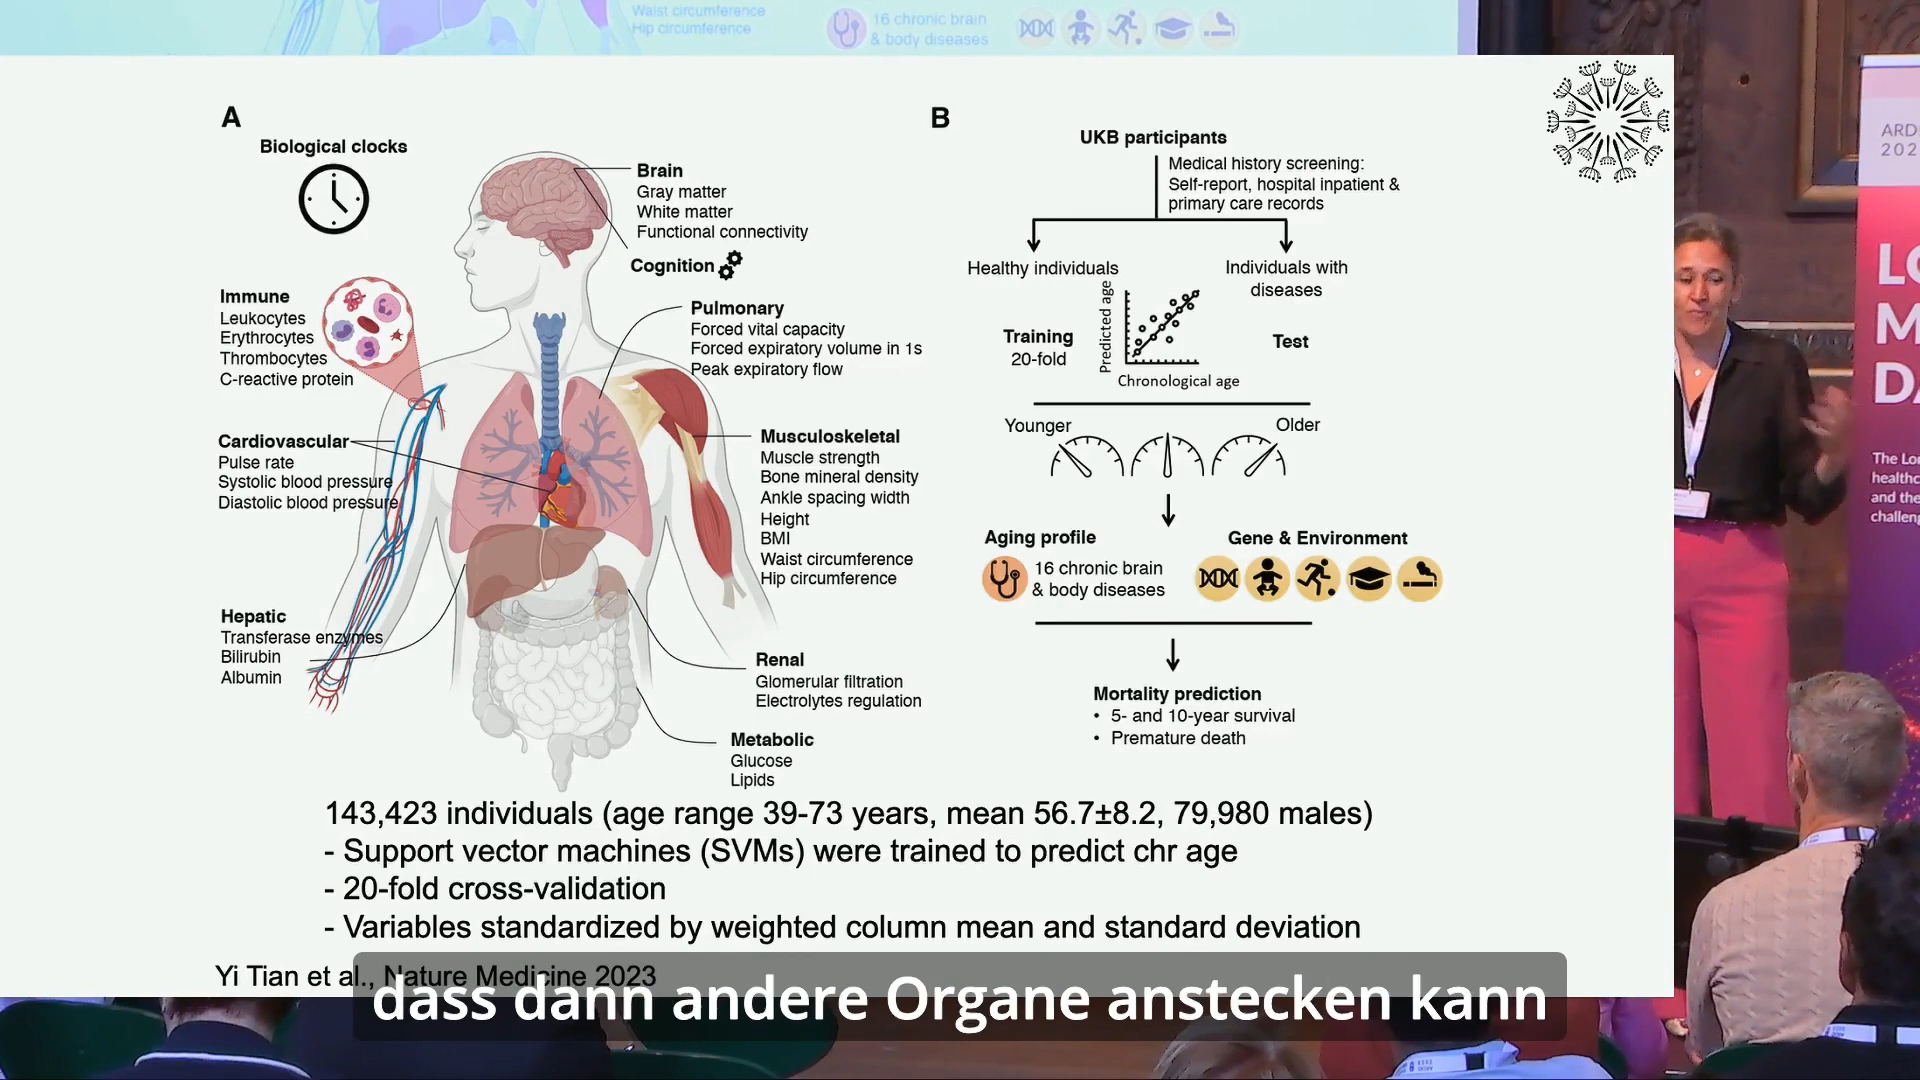 Waist circumference
Hip circumference
16 chronic brain
& body diseases
A
Biological clocks
Brain
Gray matter
White matter
Functional connectivity
Cognition
Immune
Leukocytes
Erythrocytes
Thrombocytes
C-reactive protein
Pulmonary
Forced vital capacity
Forced expiratory volume in 1s
Peak expiratory flow
Cardiovascular
Pulse rate
Systolic blood pressure
Diastolic blood pressure
Musculoskeletal
Muscle strength
Bone mineral density
Ankle spacing width
Height
BMI
Waist circumference
Hip circumference
Hepatic
Transferase enzymes
Bilirubin
Albumin
Renal
Glomerular filtration
Electrolytes regulation
Metabolic
Glucose
Lipids
B
UKB participants
Medical history screening:
Self-report, hospital inpatient &
primary care records
Healthy individuals
Individuals with
diseases
Training
20-fold
Predicted age
Chronological age
Test
Younger
Older
Aging profile
16 chronic brain
& body diseases
Gene & Environment
Mortality prediction
• 5- and 10-year survival
• Premature death
143,423 individuals (age range 39-73 years, mean 56.7±8.2, 79,980 males)
- Support vector machines (SVMs) were trained to predict chr age
- 20-fold cross-validation
- Variables standardized by weighted column mean and standard deviation
Yi Tian et al., Nature Medicine 2023
dass dann andere Organe anstecken kann
ARD
202
LO
M
DA
The Lo
healthc
and the
challeng